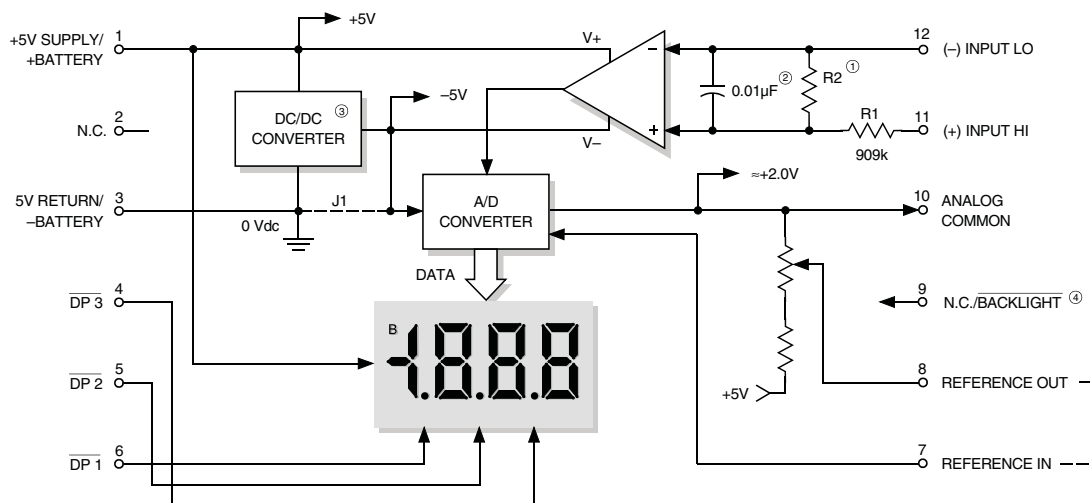 +5V SUPPLY/
+BATTERY
1
+5V
V+
12
(–) INPUT LO
–5V
0.01µF ②
R2 ①
DC/DC ③
CONVERTER
2
N.C.
V–
R1
909k
11
(+) INPUT HI
5V RETURN/
–BATTERY
3
0 Vdc
J1
A/D
CONVERTER
≈+2.0V
10
ANALOG
COMMON
DATA
DP 3
4
B
-1.8.8.8
9
N.C./BACKLIGHT ④
DP 2
5
+5V
8
REFERENCE OUT
DP 1
6
7
REFERENCE IN